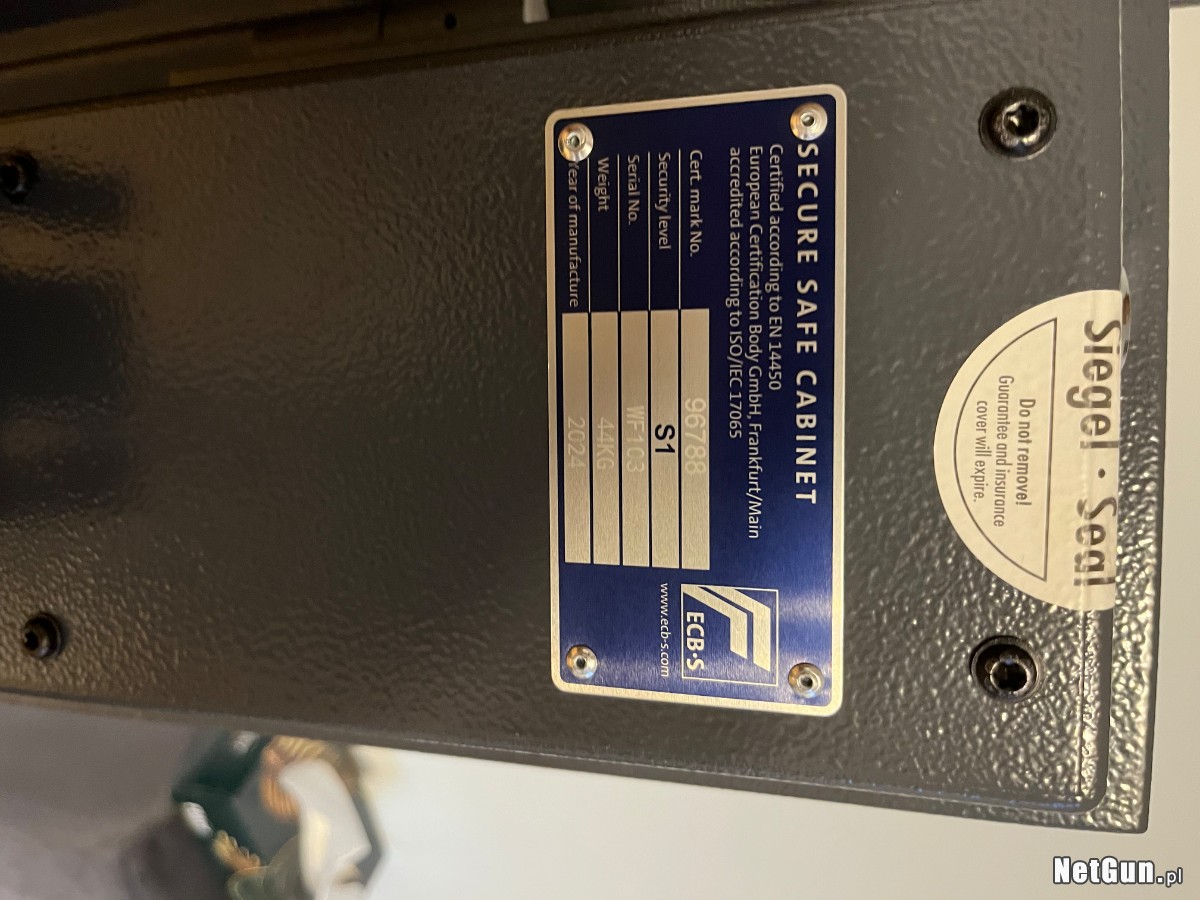 SECURE SAFE CABINET
Certified according to EN 14450
European Certification Body GmbH, Frankfurt/Main
accredited according to ISO/IEC 17065
Cert. mark No. 96788
Security level S1
Serial No. WF1C3
Weight 44KG
Year of manufacture 2024
ECB·S
www.ecb-s.com
Siegel · Seal
Do not remove!
Guarantee and insurance
cover will expire.
NetGun.pl